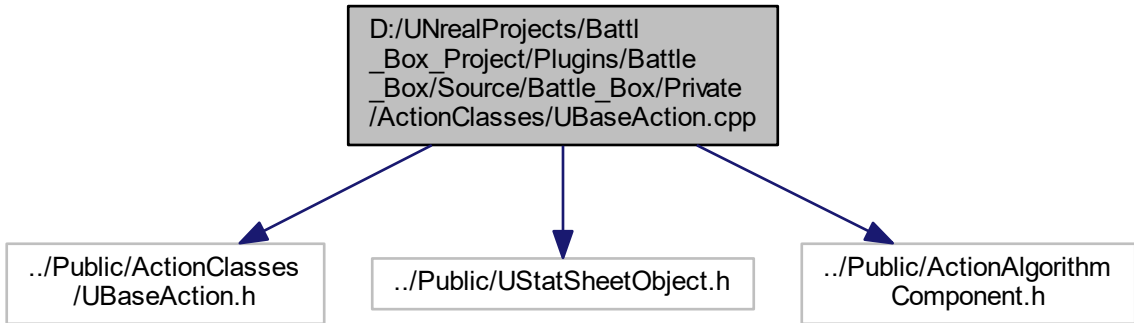 D:/UNrealProjects/Battl
_Box_Project/Plugins/Battle
_Box/Source/Battle_Box/Private
/ActionClasses/UBaseAction.cpp
../Public/ActionClasses
/UBaseAction.h
../Public/UStatSheetObject.h
../Public/ActionAlgorithm
Component.h